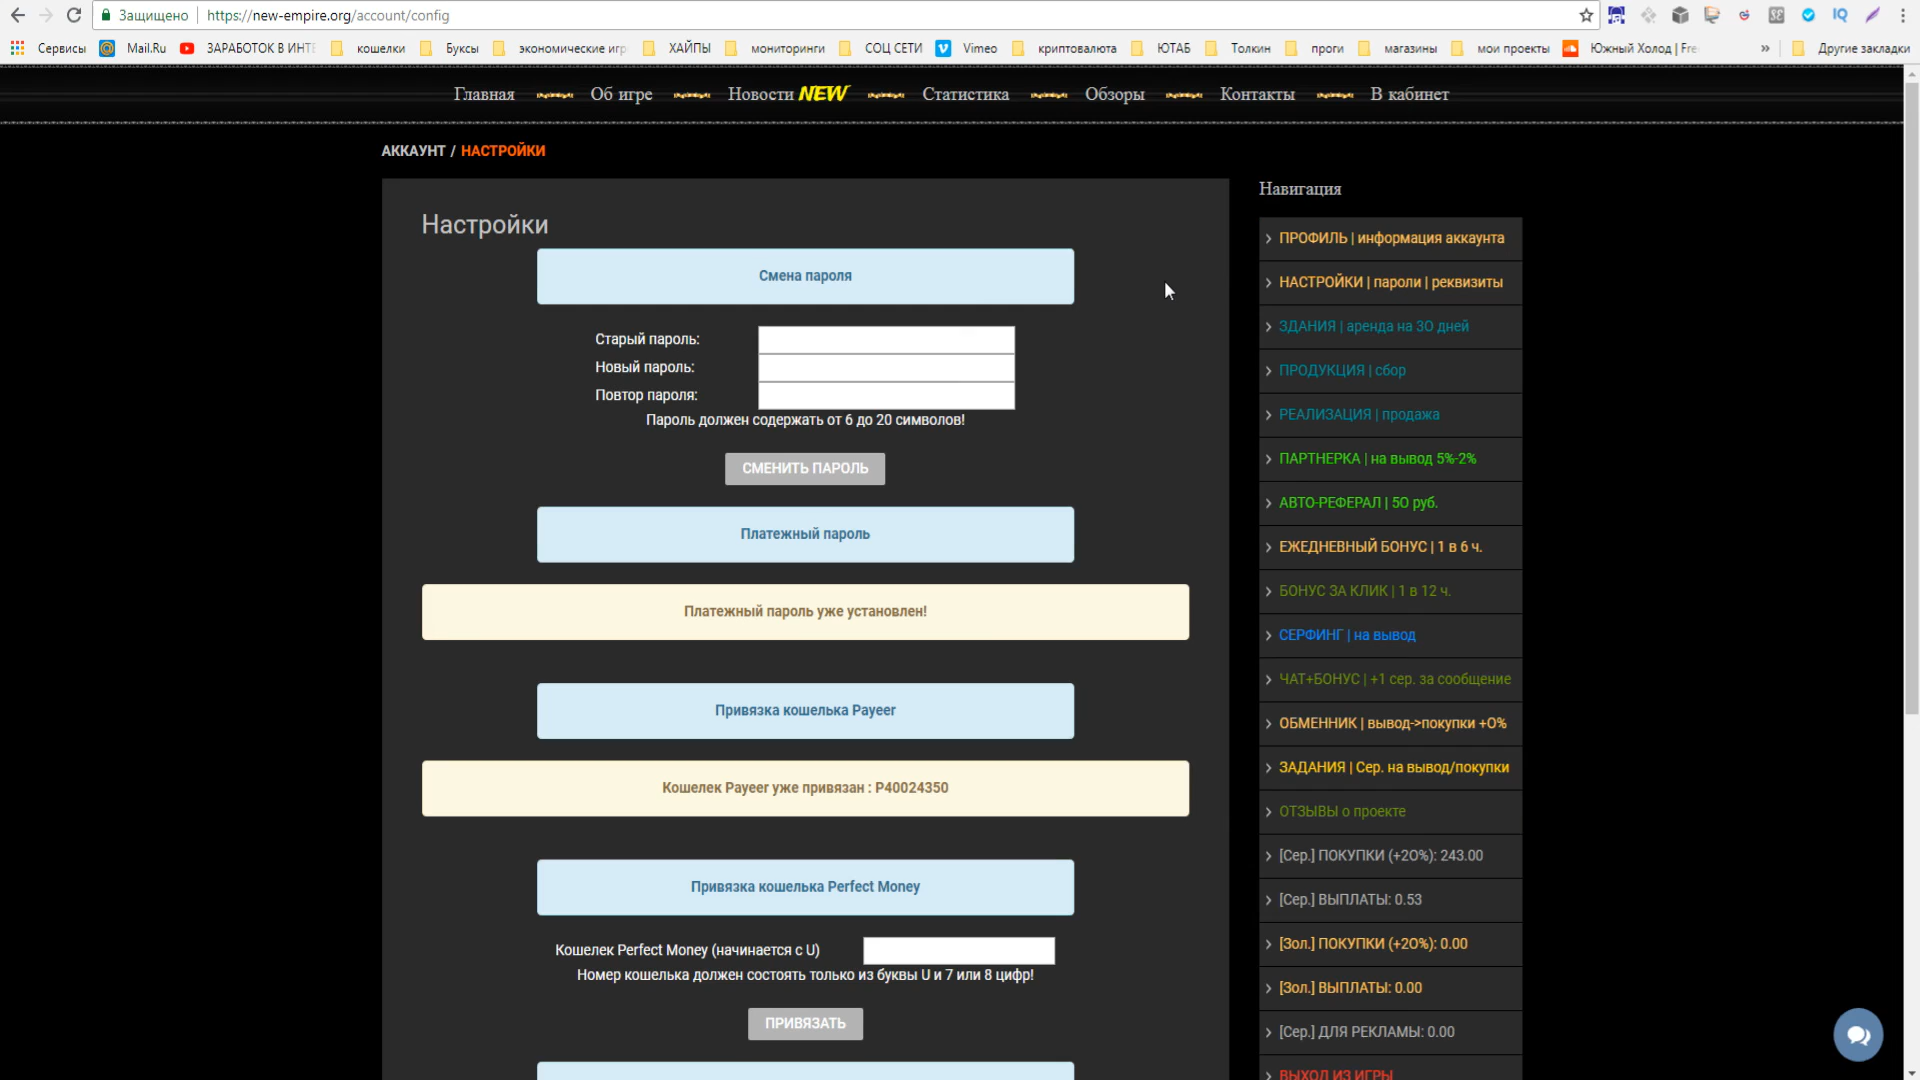 Защищено https://new-empire.org/account/config
Сервисы Mail.Ru ЗАРАБОТОК В ИНТЕ кошелки Буксы экономические игр ХАЙПЫ мониторинги СОЦ СЕТИ Vimeo криптовалюта ЮТАБ Толкин проги магазины мои проекты Южный Холод | Fre » Другие закладки
Главная Об игре Новости NEW Статистика Обзоры Контакты В кабинет
АККАУНТ / НАСТРОЙКИ
Настройки
Смена пароля
Старый пароль:
Новый пароль:
Повтор пароля:
Пароль должен содержать от 6 до 20 символов!
СМЕНИТЬ ПАРОЛЬ
Платежный пароль
Платежный пароль уже установлен!
Привязка кошелька Payeer
Кошелек Payeer уже привязан : P40024350
Привязка кошелька Perfect Money
Кошелек Perfect Money (начинается с U)
Номер кошелька должен состоять только из буквы U и 7 или 8 цифр!
ПРИВЯЗАТЬ
Навигация
ПРОФИЛЬ | информация аккаунта
НАСТРОЙКИ | пароли | реквизиты
ЗДАНИЯ | аренда на 30 дней
ПРОДУКЦИЯ | сбор
РЕАЛИЗАЦИЯ | продажа
ПАРТНЕРКА | на вывод 5%-2%
АВТО-РЕФЕРАЛ | 50 руб.
ЕЖЕДНЕВНЫЙ БОНУС | 1 в 6 ч.
БОНУС ЗА КЛИК | 1 в 12 ч.
СЕРФИНГ | на вывод
ЧАТ+БОНУС | +1 сер. за сообщение
ОБМЕННИК | вывод->покупки +0%
ЗАДАНИЯ | Сер. на вывод/покупки
ОТЗЫВЫ о проекте
[Сер.] ПОКУПКИ (+20%): 243.00
[Сер.] ВЫПЛАТЫ: 0.53
[Зол.] ПОКУПКИ (+20%): 0.00
[Зол.] ВЫПЛАТЫ: 0.00
[Сер.] ДЛЯ РЕКЛАМЫ: 0.00
ВЫХОД ИЗ ИГРЫ